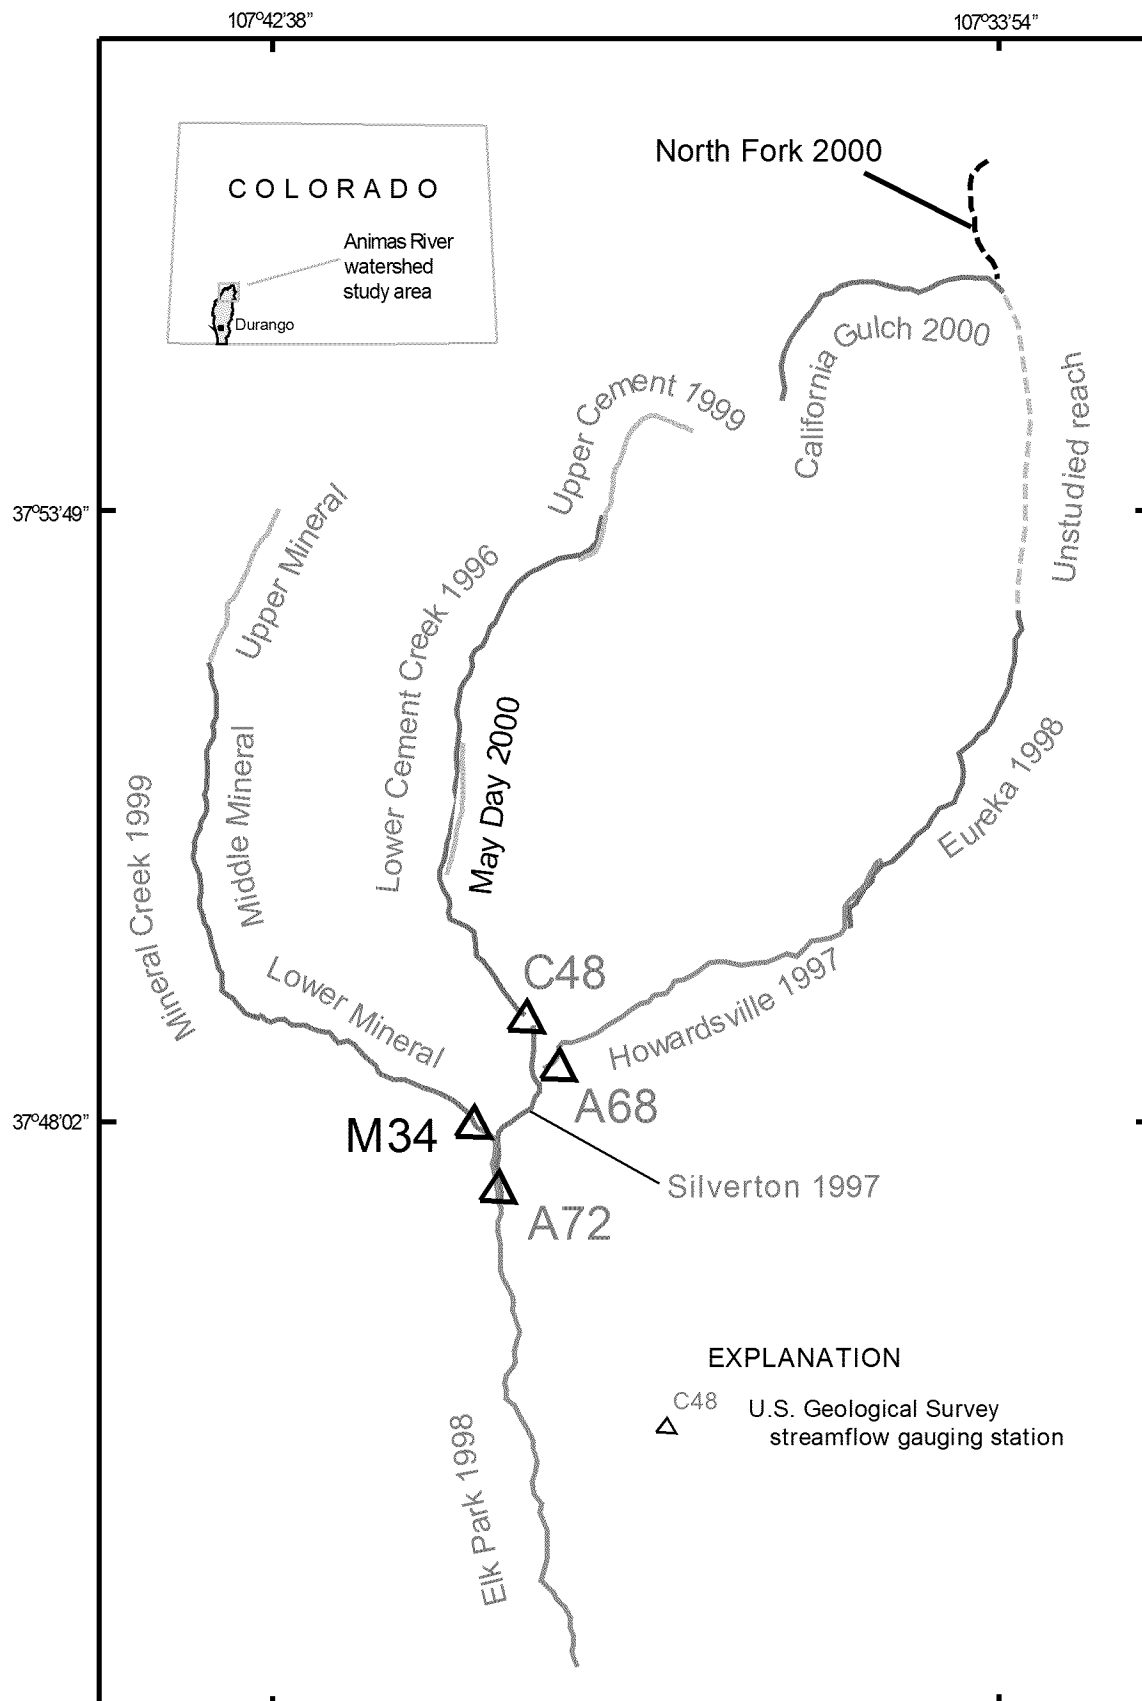 107°42'38"
107°33'54"
North Fork 2000
COLORADO
Animas River
watershed
study area
Durango
California Gulch 2000
Unstudied reach
Upper Cement 1999
37°53'49"
Upper Mineral
Lower Cement Creek 1996
May Day 2000
Middle Mineral
Mineral Creek 1999
Eureka 1998
Lower Mineral
C48
Howardsville 1997
A68
37°48'02"
M34
Silverton 1997
A72
EXPLANATION
C48
U.S. Geological Survey
streamflow gauging station
Elk Park 1998